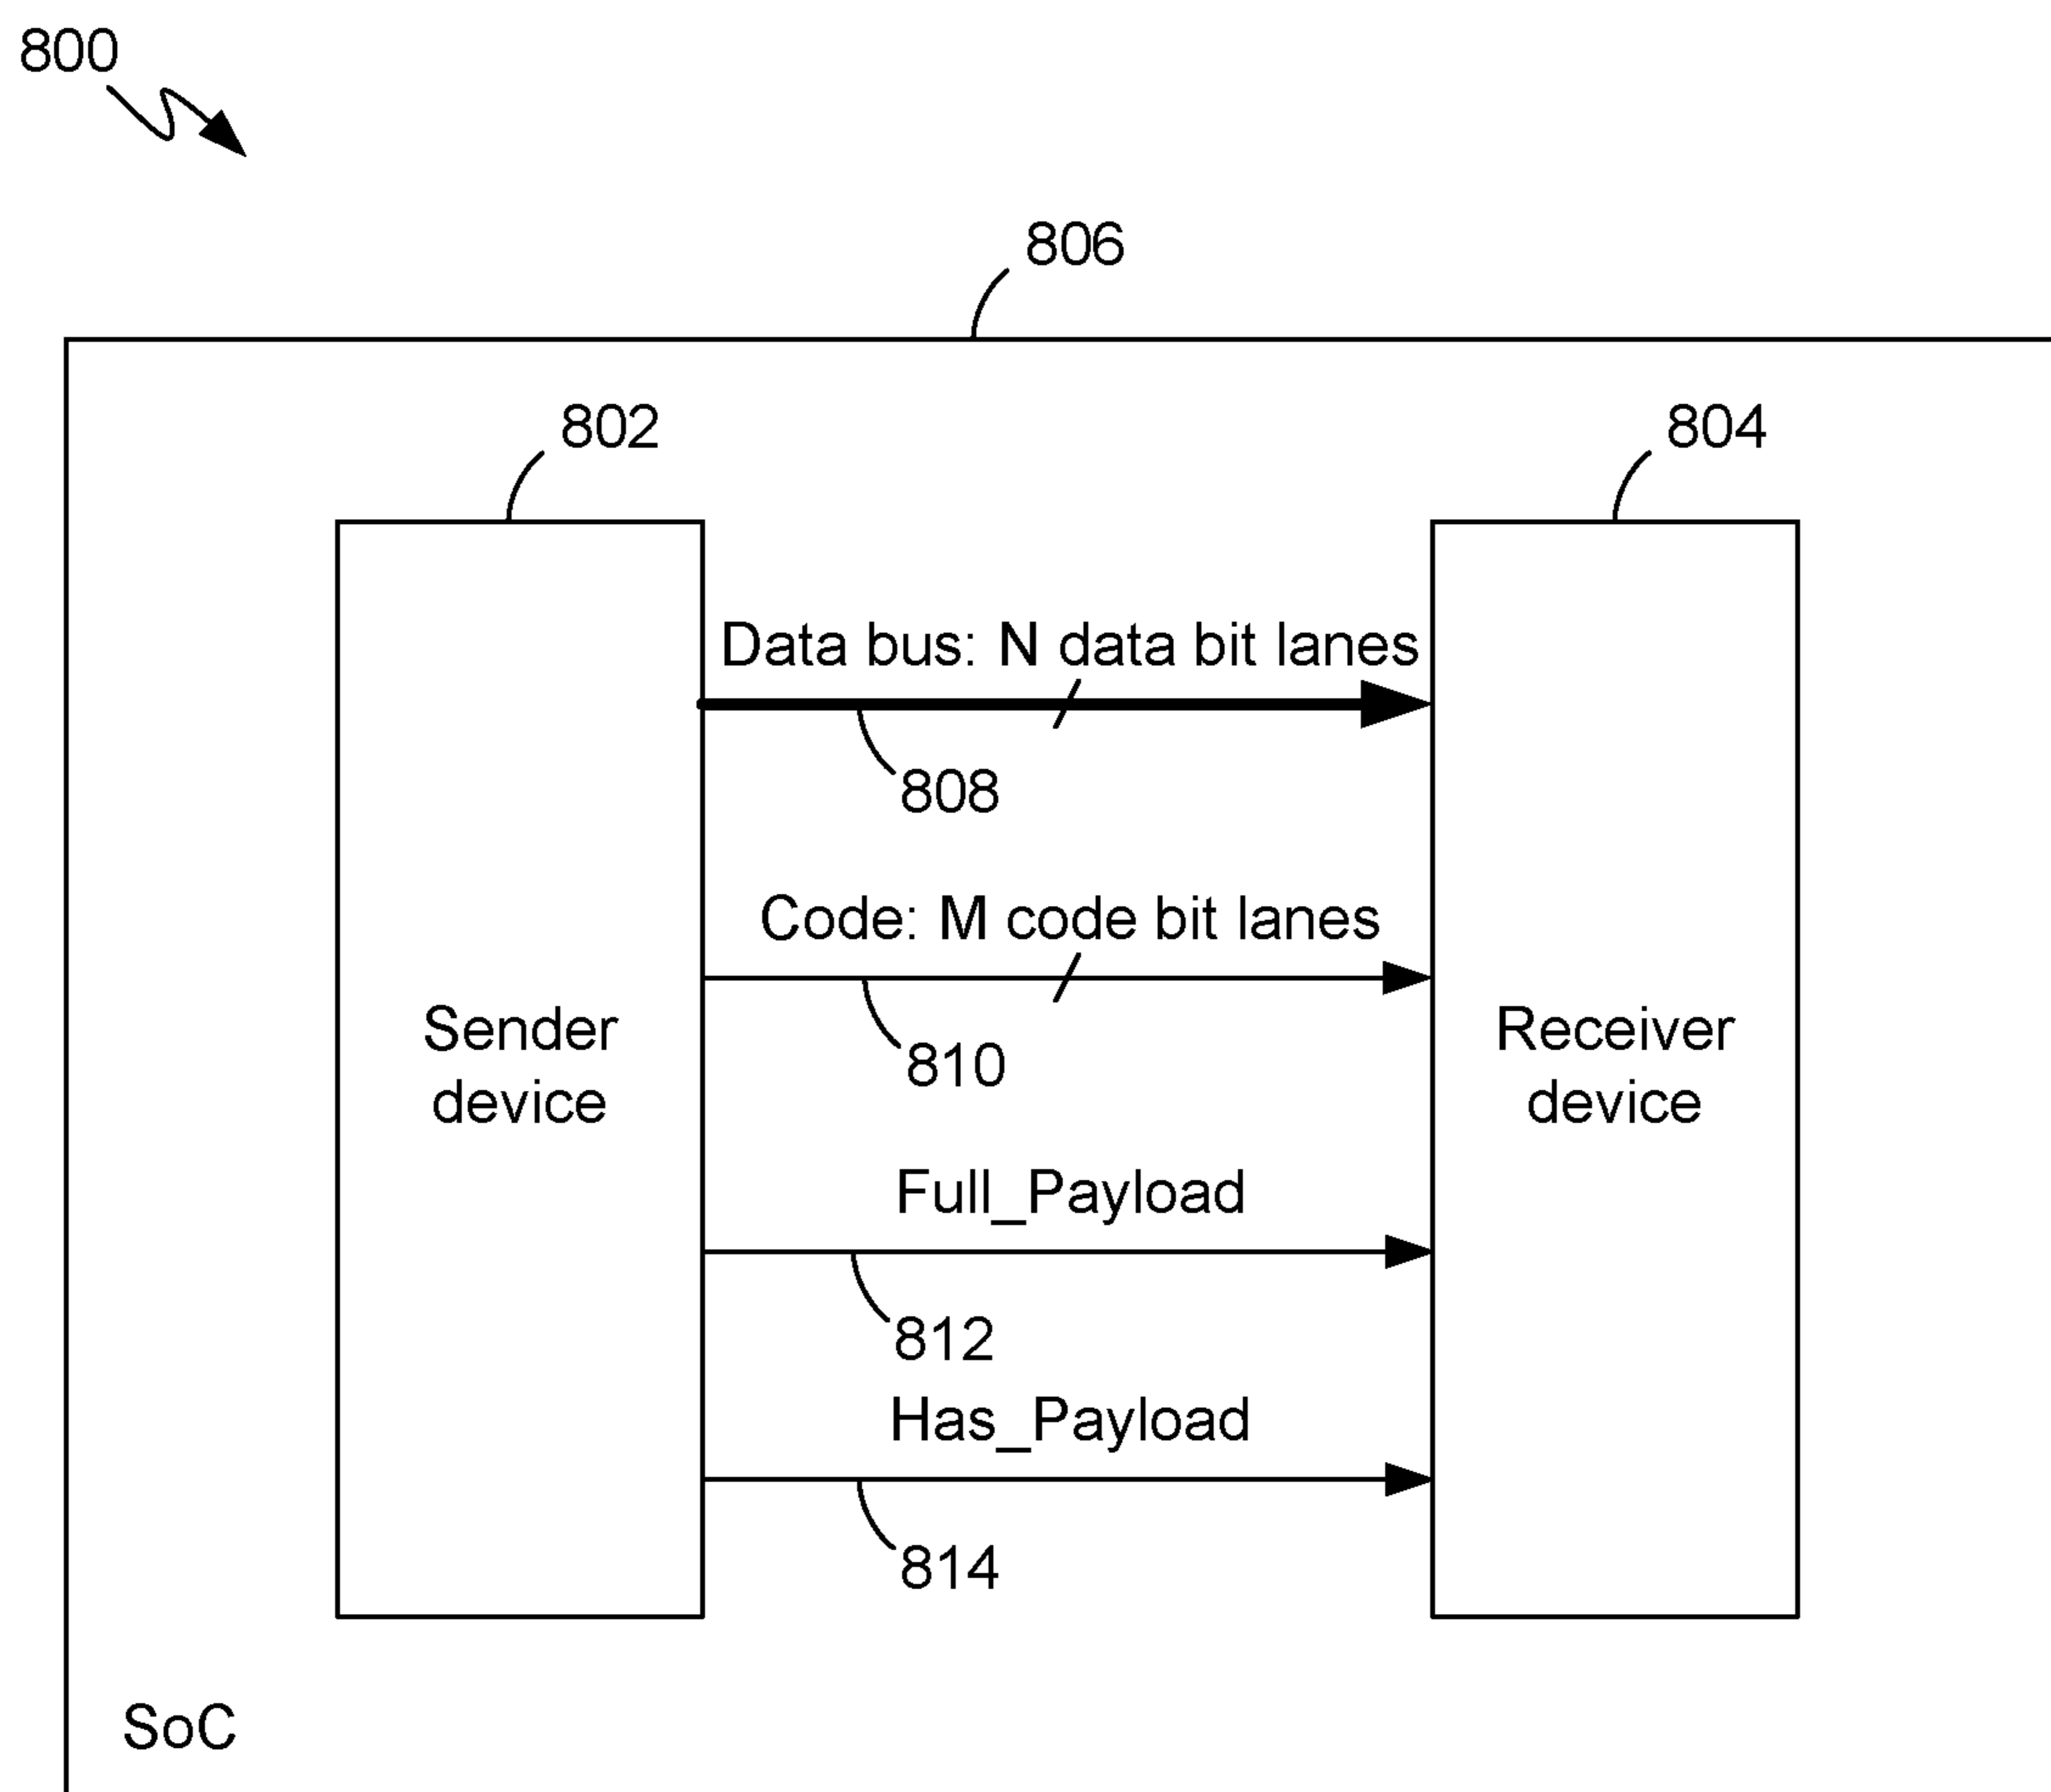 800
806
802
804
Data bus: N data bit lanes
808
Code: M code bit lanes
810
Sender
device
Receiver
device
Full_Payload
812
Has_Payload
814
SoC